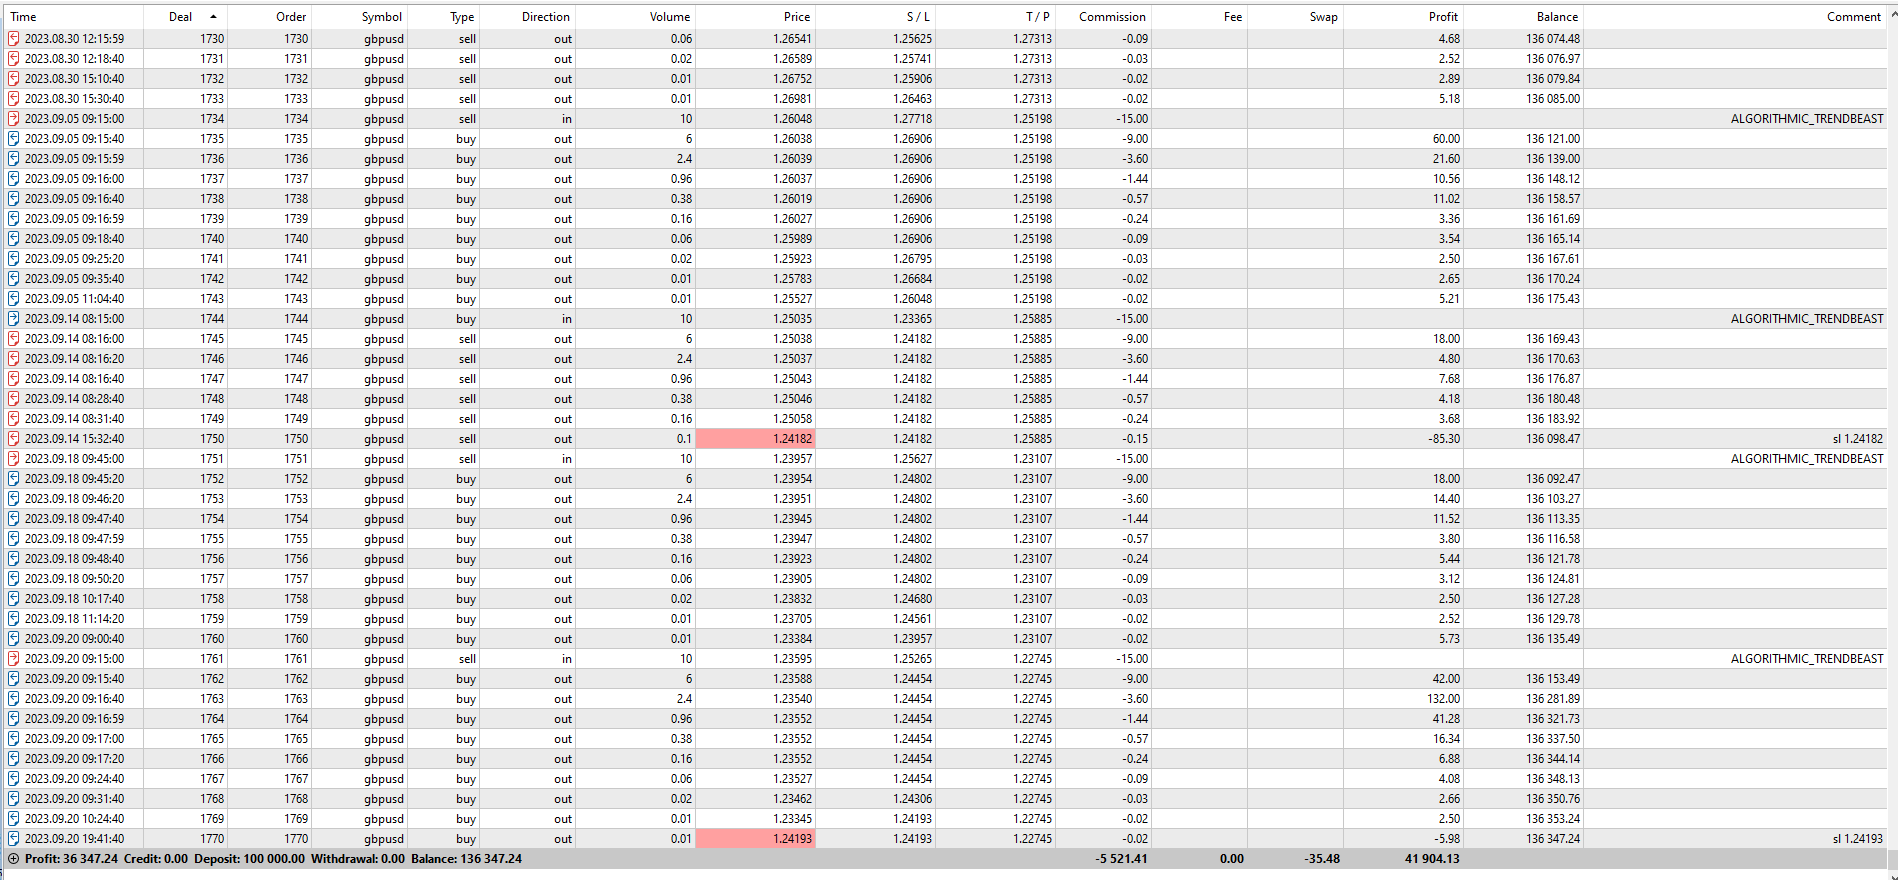 Time Deal Order Symbol Type Direction Volume Price S / L T / P Commission Fee Swap Profit Balance Comment
2023.08.30 12:15:59 1730 1730 gbpusd sell out 0.06 1.26541 1.25625 1.27313 -0.09 4.68 136 074.48
2023.08.30 12:18:40 1731 1731 gbpusd sell out 0.02 1.26589 1.25741 1.27313 -0.03 2.52 136 076.97
2023.08.30 15:10:40 1732 1732 gbpusd sell out 0.01 1.26752 1.25906 1.27313 -0.02 2.89 136 079.84
2023.08.30 15:30:40 1733 1733 gbpusd sell out 0.01 1.26981 1.26463 1.27313 -0.02 5.18 136 085.00
2023.09.05 09:15:00 1734 1734 gbpusd sell in 10 1.26048 1.27718 1.25198 -15.00 ALGORITHMIC_TRENDBEAST
2023.09.05 09:15:40 1735 1735 gbpusd buy out 6 1.26038 1.26906 1.25198 -9.00 60.00 136 121.00
2023.09.05 09:15:59 1736 1736 gbpusd buy out 2.4 1.26039 1.26906 1.25198 -3.60 21.60 136 139.00
2023.09.05 09:16:00 1737 1737 gbpusd buy out 0.96 1.26037 1.26906 1.25198 -1.44 10.56 136 148.12
2023.09.05 09:16:40 1738 1738 gbpusd buy out 0.38 1.26019 1.26906 1.25198 -0.57 11.02 136 158.57
2023.09.05 09:16:59 1739 1739 gbpusd buy out 0.16 1.26027 1.26906 1.25198 -0.24 3.36 136 161.69
2023.09.05 09:18:40 1740 1740 gbpusd buy out 0.06 1.25989 1.26906 1.25198 -0.09 3.54 136 165.14
2023.09.05 09:25:20 1741 1741 gbpusd buy out 0.02 1.25923 1.26795 1.25198 -0.03 2.50 136 167.61
2023.09.05 09:35:40 1742 1742 gbpusd buy out 0.01 1.25783 1.26684 1.25198 -0.02 2.65 136 170.24
2023.09.05 11:04:40 1743 1743 gbpusd buy out 0.01 1.25527 1.26048 1.25198 -0.02 5.21 136 175.43
2023.09.14 08:15:00 1744 1744 gbpusd buy in 10 1.25035 1.23365 1.25885 -15.00 ALGORITHMIC_TRENDBEAST
2023.09.14 08:16:00 1745 1745 gbpusd sell out 6 1.25038 1.24182 1.25885 -9.00 18.00 136 169.43
2023.09.14 08:16:20 1746 1746 gbpusd sell out 2.4 1.25037 1.24182 1.25885 -3.60 4.80 136 170.63
2023.09.14 08:16:40 1747 1747 gbpusd sell out 0.96 1.25043 1.24182 1.25885 -1.44 7.68 136 176.87
2023.09.14 08:28:40 1748 1748 gbpusd sell out 0.38 1.25046 1.24182 1.25885 -0.57 4.18 136 180.48
2023.09.14 08:31:40 1749 1749 gbpusd sell out 0.16 1.25058 1.24182 1.25885 -0.24 3.68 136 183.92
2023.09.14 15:32:40 1750 1750 gbpusd sell out 0.1 1.24182 1.24182 1.25885 -0.15 -85.30 136 098.47 sl 1.24182
2023.09.18 09:45:00 1751 1751 gbpusd sell in 10 1.23957 1.25627 1.23107 -15.00 ALGORITHMIC_TRENDBEAST
2023.09.18 09:45:20 1752 1752 gbpusd buy out 6 1.23954 1.24802 1.23107 -9.00 18.00 136 092.47
2023.09.18 09:46:20 1753 1753 gbpusd buy out 2.4 1.23951 1.24802 1.23107 -3.60 14.40 136 103.27
2023.09.18 09:47:40 1754 1754 gbpusd buy out 0.96 1.23945 1.24802 1.23107 -1.44 11.52 136 113.35
2023.09.18 09:47:59 1755 1755 gbpusd buy out 0.38 1.23947 1.24802 1.23107 -0.57 3.80 136 116.58
2023.09.18 09:48:40 1756 1756 gbpusd buy out 0.16 1.23923 1.24802 1.23107 -0.24 5.44 136 121.78
2023.09.18 09:50:20 1757 1757 gbpusd buy out 0.06 1.23905 1.24802 1.23107 -0.09 3.12 136 124.81
2023.09.18 10:17:40 1758 1758 gbpusd buy out 0.02 1.23832 1.24680 1.23107 -0.03 2.50 136 127.28
2023.09.18 11:14:20 1759 1759 gbpusd buy out 0.01 1.23705 1.24561 1.23107 -0.02 2.52 136 129.78
2023.09.20 09:00:40 1760 1760 gbpusd buy out 0.01 1.23384 1.23957 1.23107 -0.02 5.73 136 135.49
2023.09.20 09:15:00 1761 1761 gbpusd sell in 10 1.23595 1.25265 1.22745 -15.00 ALGORITHMIC_TRENDBEAST
2023.09.20 09:15:40 1762 1762 gbpusd buy out 6 1.23588 1.24454 1.22745 -9.00 42.00 136 153.49
2023.09.20 09:16:40 1763 1763 gbpusd buy out 2.4 1.23540 1.24454 1.22745 -3.60 132.00 136 281.89
2023.09.20 09:16:59 1764 1764 gbpusd buy out 0.96 1.23552 1.24454 1.22745 -1.44 41.28 136 321.73
2023.09.20 09:17:00 1765 1765 gbpusd buy out 0.38 1.23552 1.24454 1.22745 -0.57 16.34 136 337.50
2023.09.20 09:17:20 1766 1766 gbpusd buy out 0.16 1.23552 1.24454 1.22745 -0.24 6.88 136 344.14
2023.09.20 09:24:40 1767 1767 gbpusd buy out 0.06 1.23527 1.24454 1.22745 -0.09 4.08 136 348.13
2023.09.20 09:31:40 1768 1768 gbpusd buy out 0.02 1.23462 1.24306 1.22745 -0.03 2.66 136 350.76
2023.09.20 10:24:40 1769 1769 gbpusd buy out 0.01 1.23345 1.24193 1.22745 -0.02 2.50 136 353.24
2023.09.20 19:41:40 1770 1770 gbpusd buy out 0.01 1.24193 1.24193 1.22745 -0.02 -5.98 136 347.24 sl 1.24193
Profit: 36 347.24 Credit: 0.00 Deposit: 100 000.00 Withdrawal: 0.00 Balance: 136 347.24 -5 521.41 0.00 -35.48 41 904.13